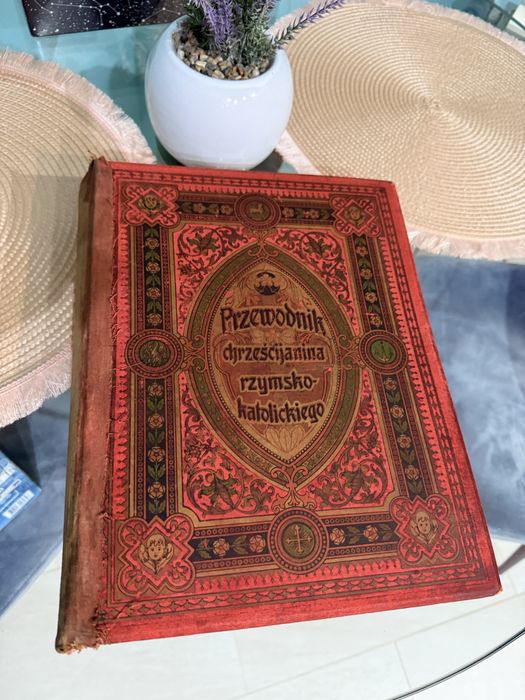 Przewodnik
chrześcijanina
rzymsko-
katolickiego